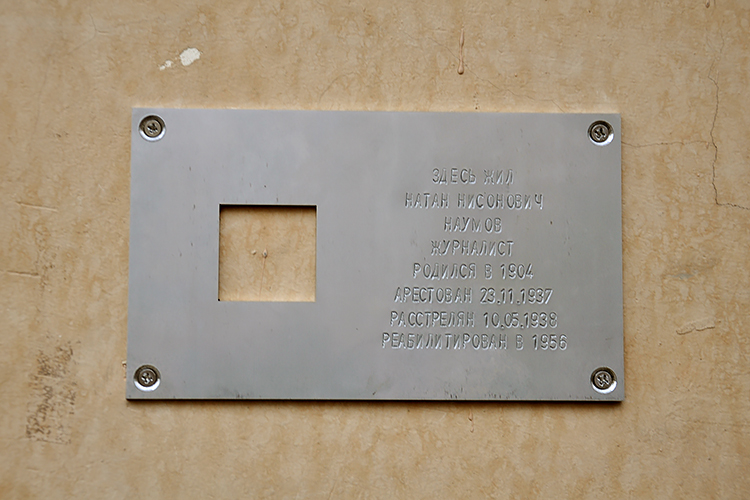 ЗДЕСЬ ЖИЛ
НАТАН НИСОНОВИЧ
НАУМОВ
ЖУРНАЛИСТ
РОДИЛСЯ В 1904
АРЕСТОВАН 23.11.1937
РАССТРЕЛЯН 10.05.1938
РЕАБИЛИТИРОВАН В 1956